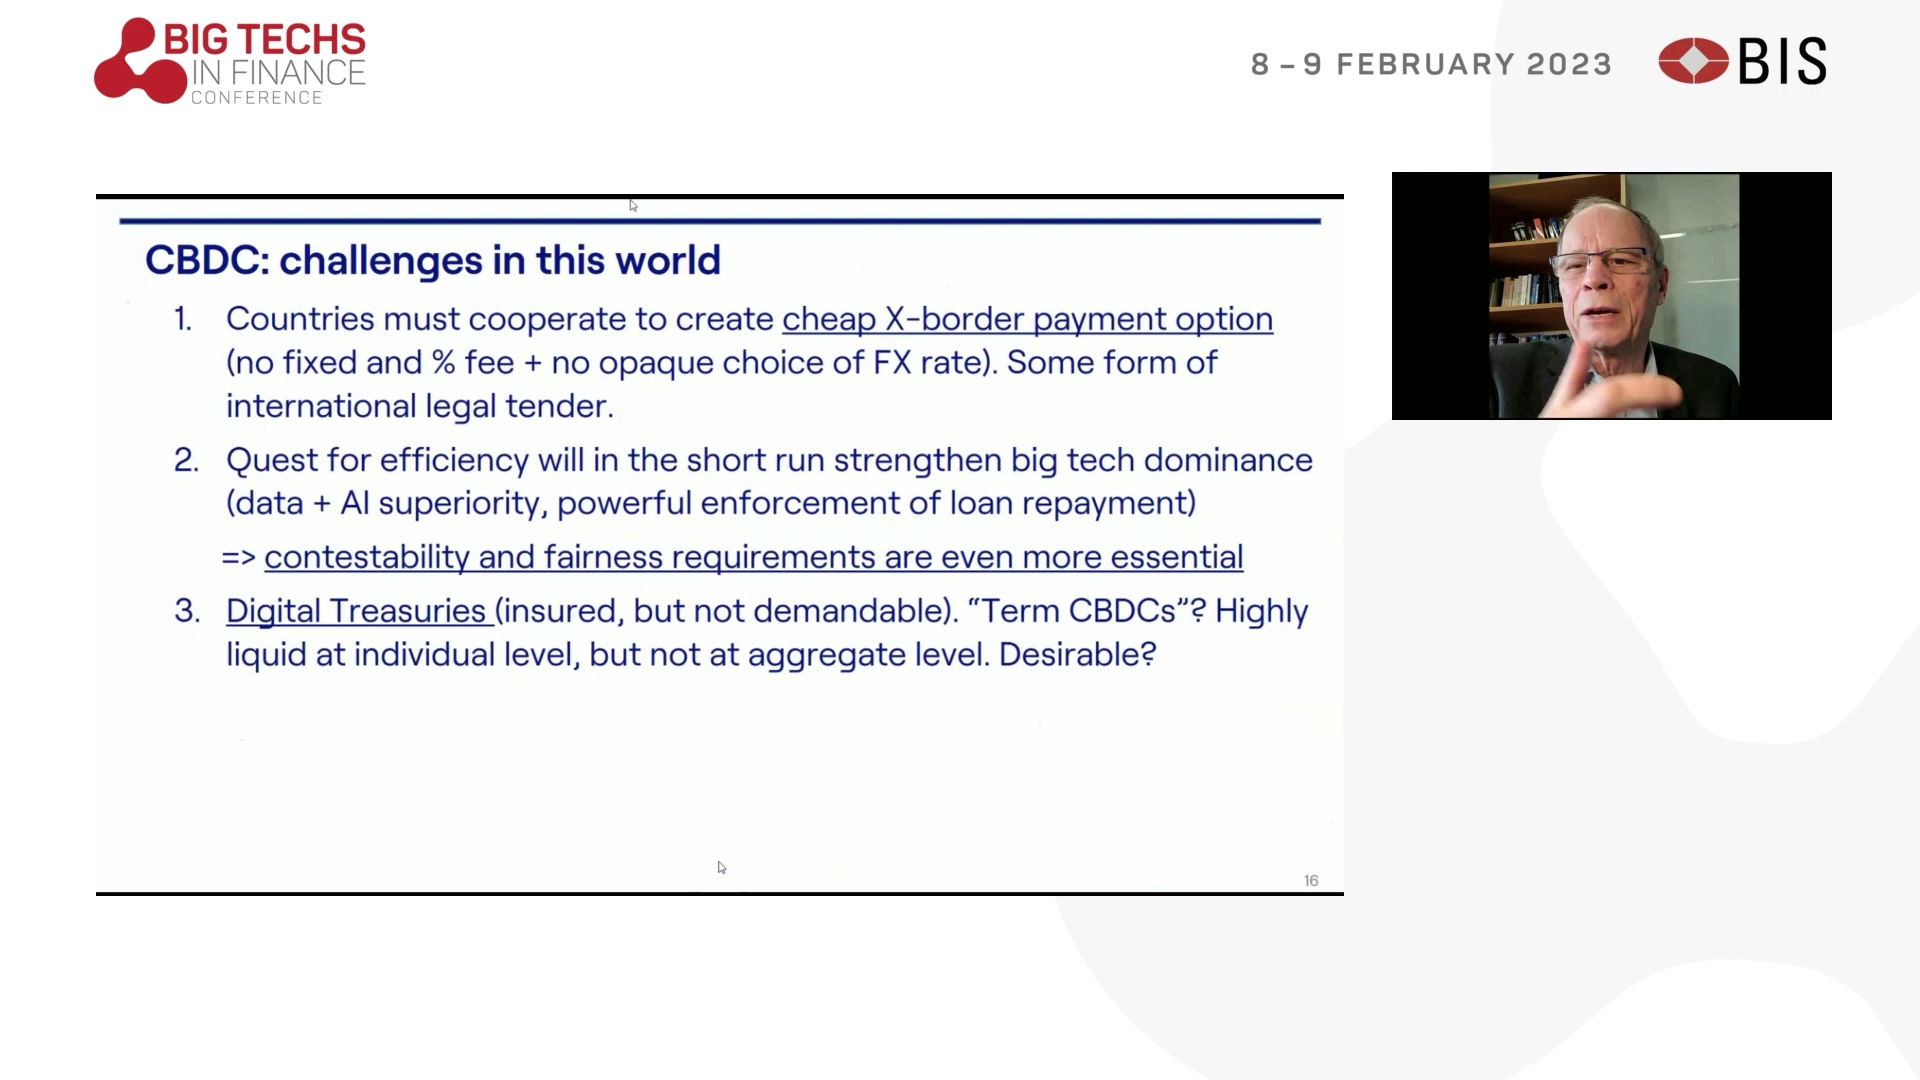 BIG TECHS
IN FINANCE
CONFERENCE
8 – 9 FEBRUARY 2023
BIS
CBDC: challenges in this world
1. Countries must cooperate to create cheap X-border payment option
(no fixed and % fee + no opaque choice of FX rate). Some form of
international legal tender.
2. Quest for efficiency will in the short run strengthen big tech dominance
(data + AI superiority, powerful enforcement of loan repayment)
=> contestability and fairness requirements are even more essential
3. Digital Treasuries (insured, but not demandable). “Term CBDCs”? Highly
liquid at individual level, but not at aggregate level. Desirable?
16